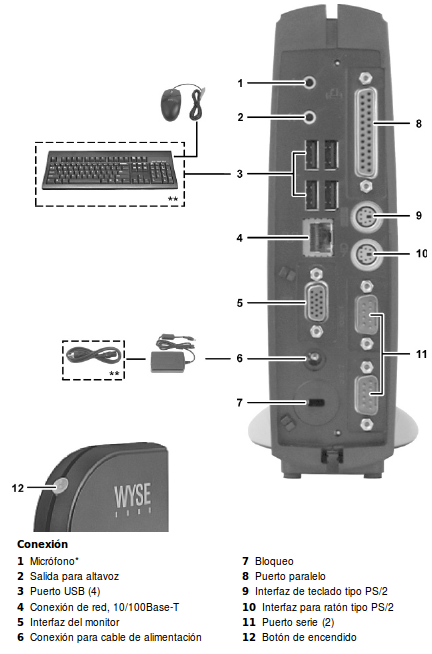 1
2
3
4
5
6
7
8
9
10
11
12
**
**
WYSE
Conexión
1 Micrófono*
2 Salida para altavoz
3 Puerto USB (4)
4 Conexión de red, 10/100Base-T
5 Interfaz del monitor
6 Conexión para cable de alimentación
7 Bloqueo
8 Puerto paralelo
9 Interfaz de teclado tipo PS/2
10 Interfaz para ratón tipo PS/2
11 Puerto serie (2)
12 Botón de encendido